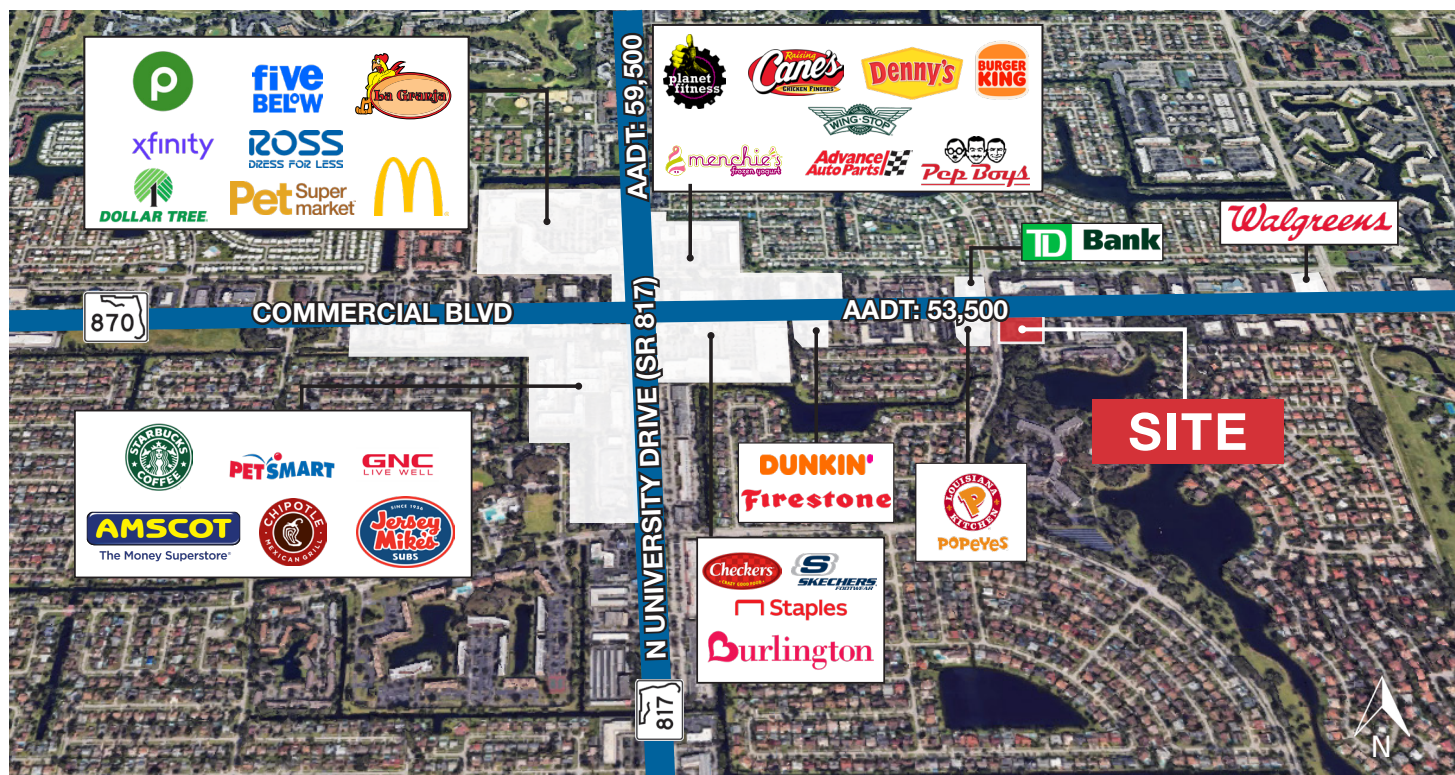 P
five
BELOW
La Granja
xfinity
ROSS
DRESS FOR LESS
DOLLAR TREE
Pet Super
market
M
AADT: 59,500
planet
fitness
Raising
Cane's
CHICKEN FINGERS
Denny's
BURGER
KING
WING·STOP
menchie's
frozen yogurt
Advance
Auto Parts
Pep Boys
TD Bank
Walgreens
870
COMMERCIAL BLVD
AADT: 53,500
N UNIVERSITY DRIVE (SR 817)
SITE
STARBUCKS
COFFEE
PETSMART
GNC
LIVE WELL
AMSCOT
The Money Superstore®
CHIPOTLE
MEXICAN GRILL
SINCE 1956
Jersey
Mike's
SUBS
DUNKIN'
Firestone
LOUISIANA
P
KITCHEN
POPEYES
Checkers
S
SKECHERS
FOOTWEAR
Staples
Burlington
817
N